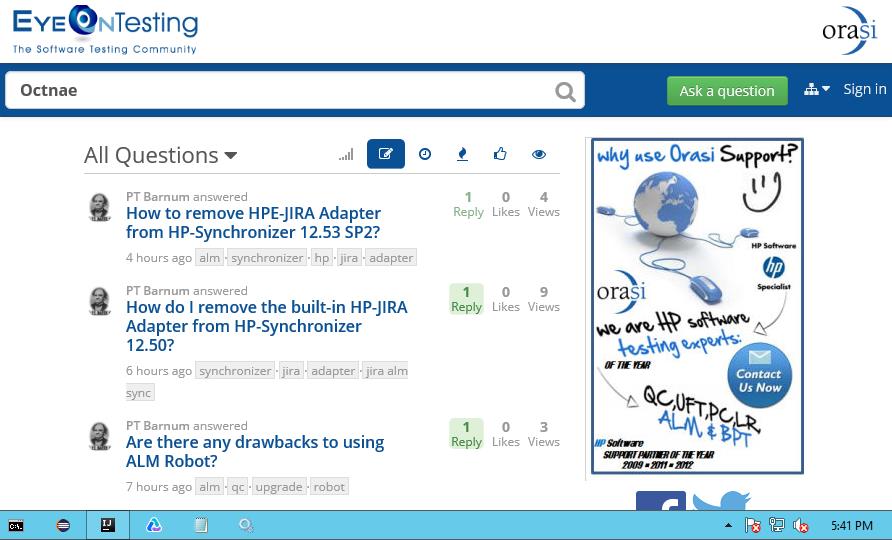 EYEONTESTING
The Software Testing Community
orasi
Octnae
Ask a question
Sign in
All Questions
PT Barnum answered
How to remove HPE-JIRA Adapter
from HP-Synchronizer 12.53 SP2?
4 hours ago alm · synchronizer · hp · jira · adapter
1 0 4
Reply Likes Views
PT Barnum answered
How do I remove the built-in HP-JIRA
Adapter from HP-Synchronizer
12.50?
6 hours ago synchronizer · jira · adapter · jira alm
sync
1 0 9
Reply Likes Views
PT Barnum answered
Are there any drawbacks to using
ALM Robot?
7 hours ago alm · qc · upgrade · robot
1 0 3
Reply Likes Views
why use Orasi Support?
HP Software
hp
Specialist
orasi
we are HP software
testing experts:
OF THE YEAR
Contact
Us Now
QC, UFT, PC, LR,
ALM & BPT
HP Software
SUPPORT PARTNER OF THE YEAR
2009 • 2011 • 2012
C:\.
IJ
5:41 PM